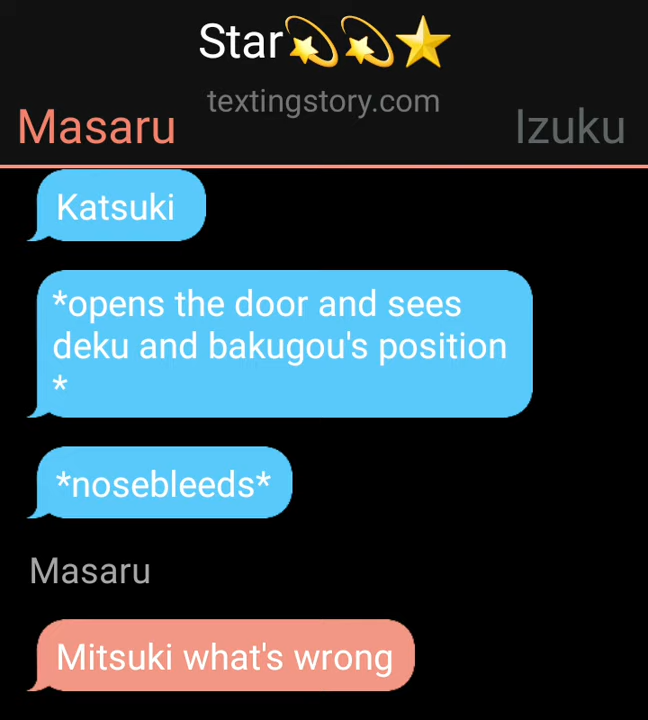 Star💫💫⭐
textingstory.com
Masaru
Izuku
Katsuki
*opens the door and sees
deku and bakugou's position
*
*nosebleeds*
Masaru
Mitsuki what's wrong